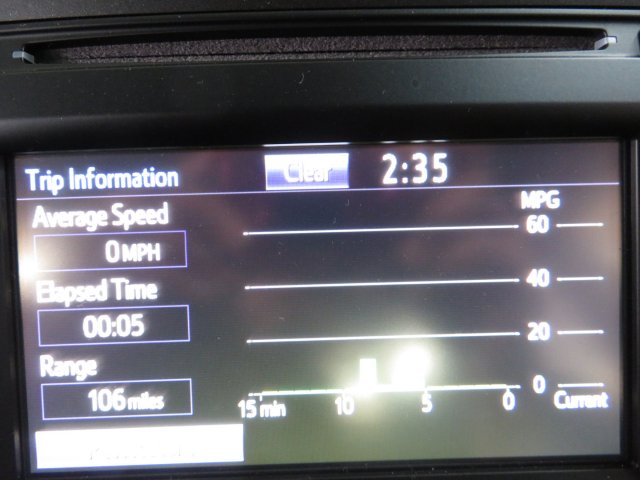 Trip Information Clear 2:35
Average Speed MPG
0 MPH 60
Elapsed Time 40
00:05 20
Range 0
106 miles 15 min 10 5 0 Current